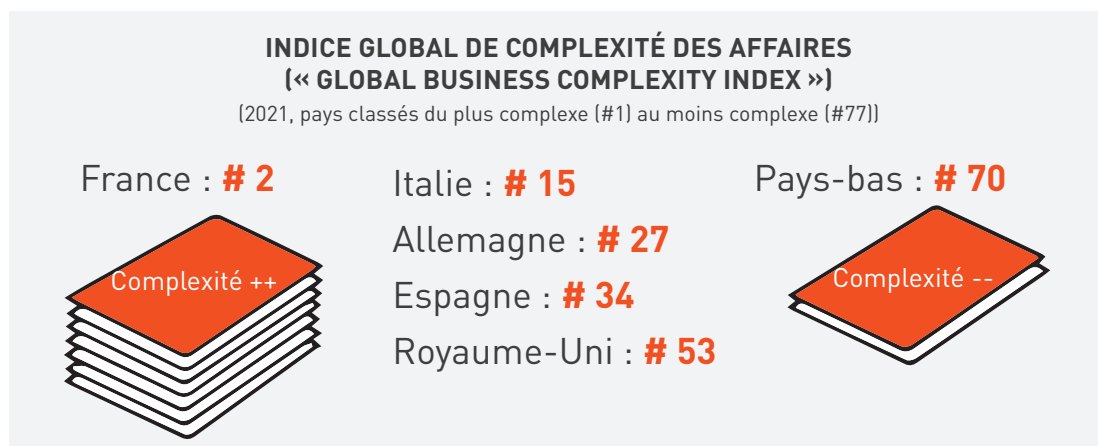 INDICE GLOBAL DE COMPLEXITÉ DES AFFAIRES
(« GLOBAL BUSINESS COMPLEXITY INDEX »)
(2021, pays classés du plus complexe (#1) au moins complexe (#77))
France : # 2
Complexité ++
Italie : # 15
Allemagne : # 27
Espagne : # 34
Royaume-Uni : # 53
Pays-bas : # 70
Complexité --